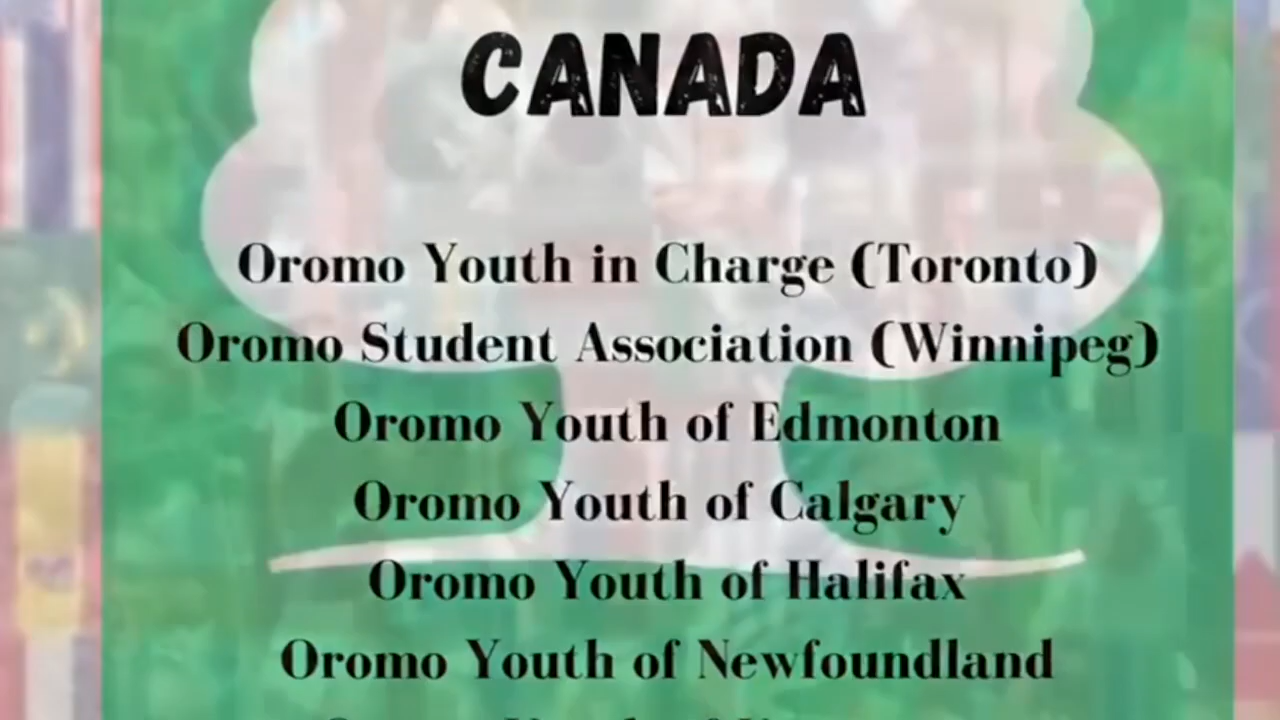 CANADA
Oromo Youth in Charge (Toronto)
Oromo Student Association (Winnipeg)
Oromo Youth of Edmonton
Oromo Youth of Calgary
Oromo Youth of Halifax
Oromo Youth of Newfoundland